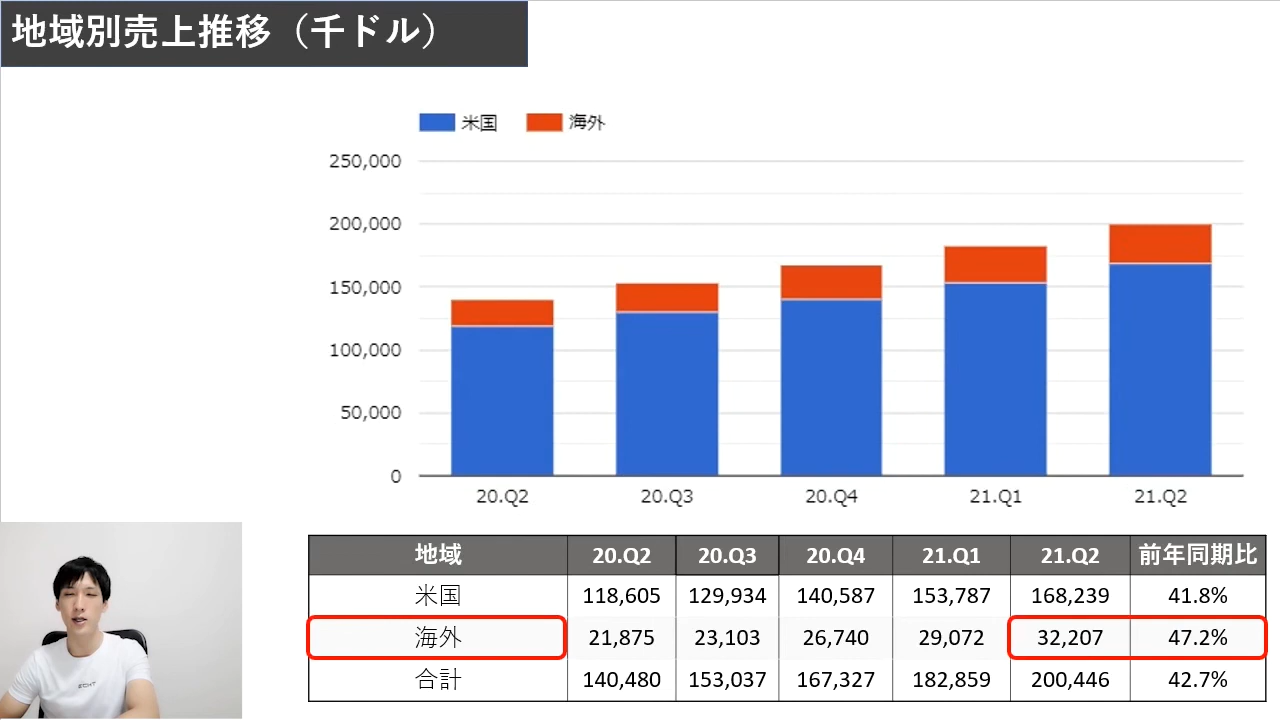 地域別売上推移（千ドル）
米国 海外
250,000
200,000
150,000
100,000
50,000
0
20.Q2 20.Q3 20.Q4 21.Q1 21.Q2
地域 20.Q2 20.Q3 20.Q4 21.Q1 21.Q2 前年同期比
米国 118,605 129,934 140,587 153,787 168,239 41.8%
海外 21,875 23,103 26,740 29,072 32,207 47.2%
合計 140,480 153,037 167,327 182,859 200,446 42.7%